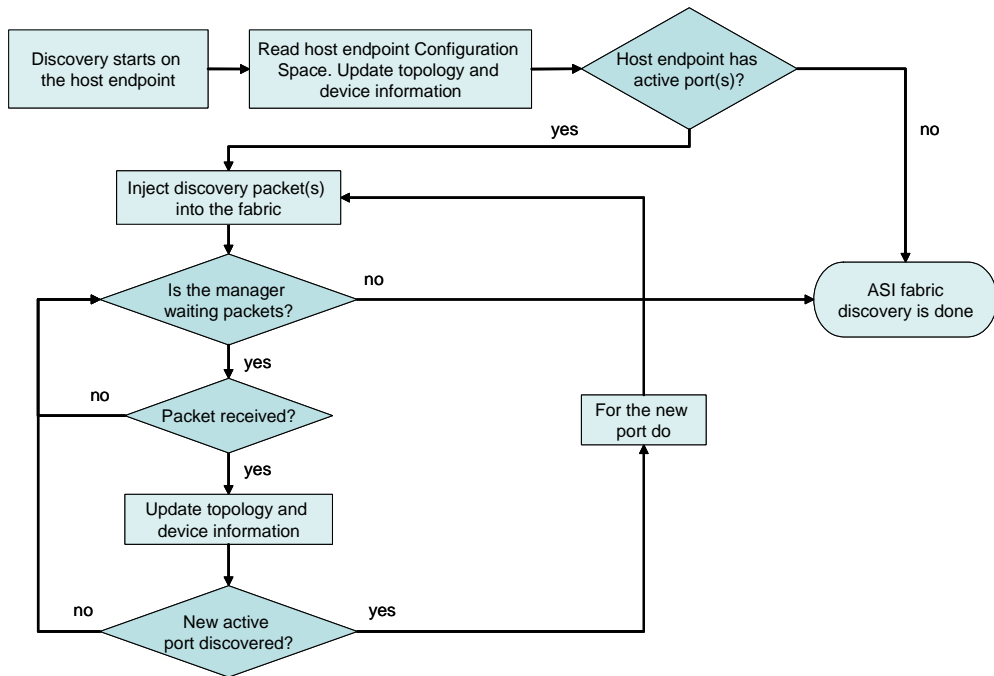 Discovery starts on
the host endpoint
Read host endpoint Configuration
Space. Update topology and
device information
Host endpoint has
active port(s)?
yes
no
Inject discovery packet(s)
into the fabric
Is the manager
waiting packets?
no
ASI fabric
discovery is done
yes
no
Packet received?
For the new
port do
yes
Update topology and
device information
no
New active
port discovered?
yes